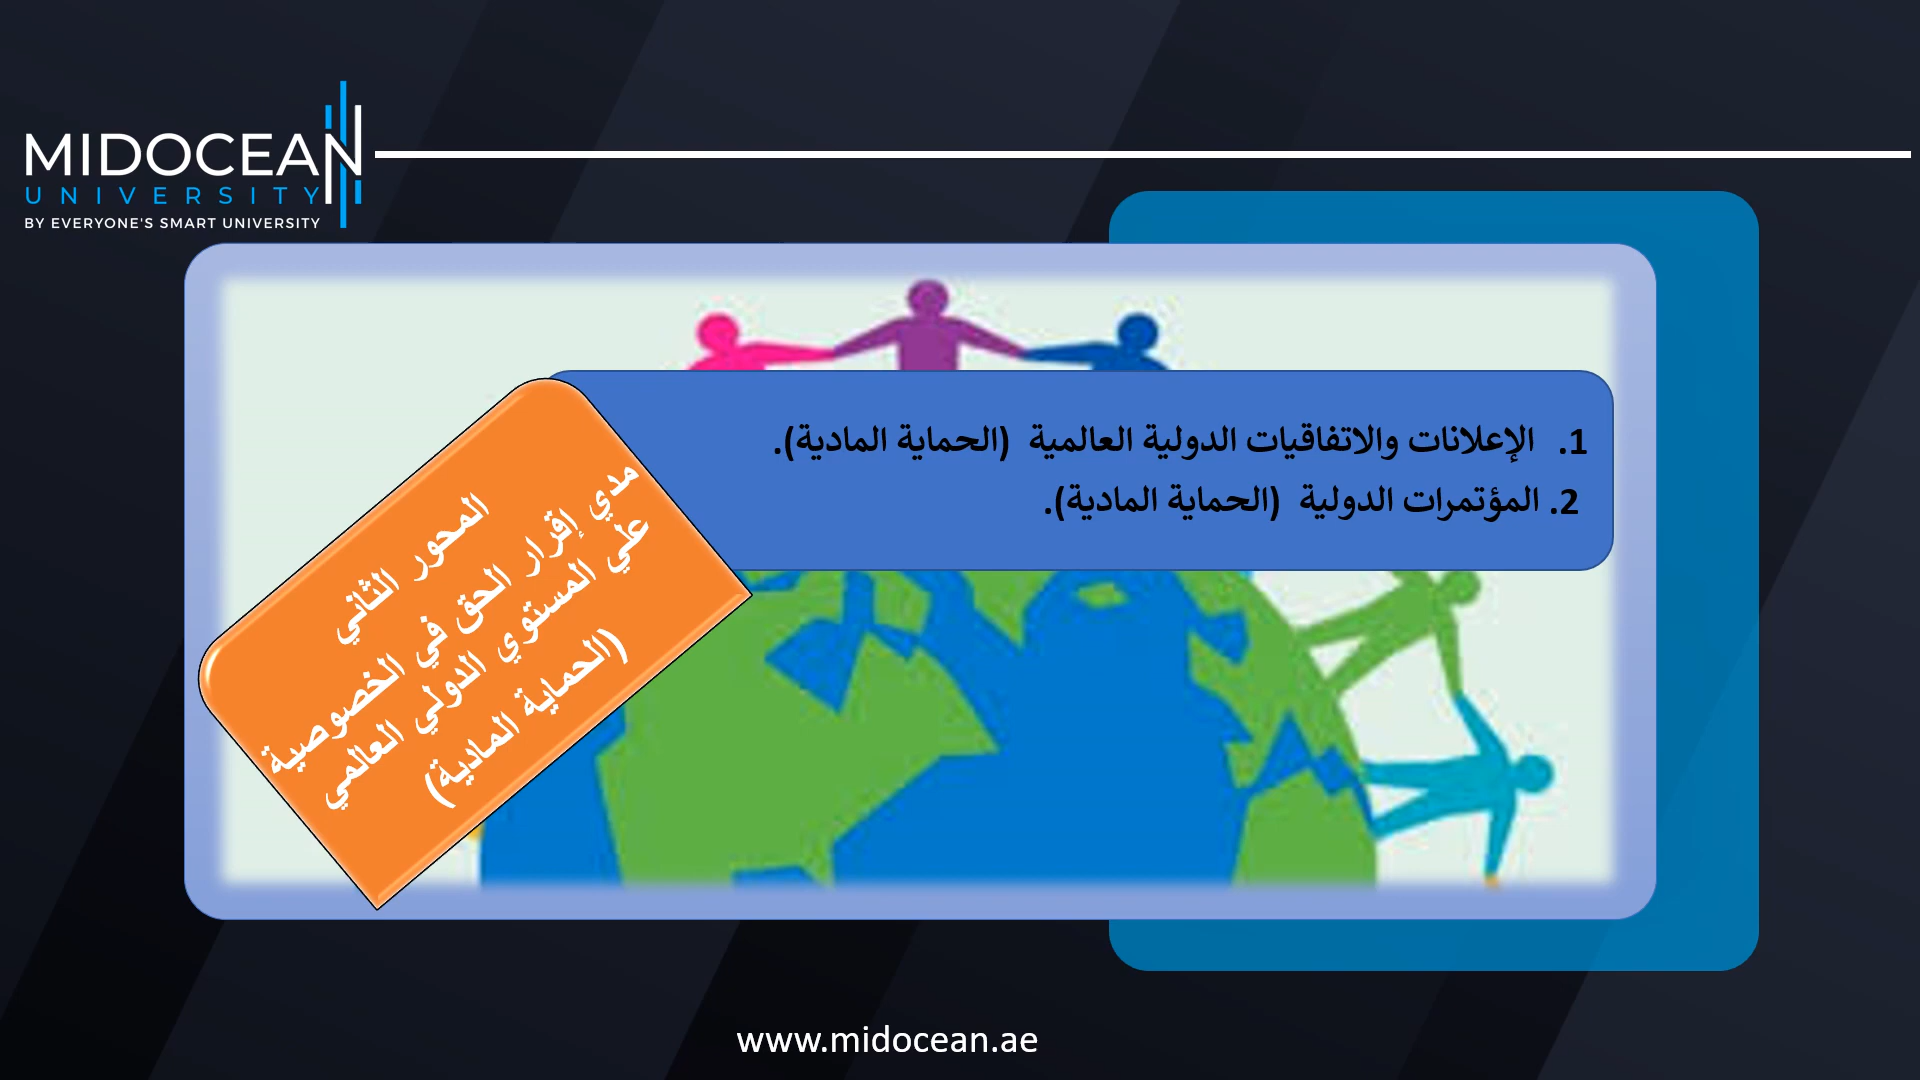 MIDOCEAN
UNIVERSITY
BY EVERYONE'S SMART UNIVERSITY
المحور الثاني
مدي إقرار الحق في الخصوصية
علي المستوي الدولي العالمي
(الحماية المادية)
1. الإعلانات والاتفاقيات الدولية العالمية (الحماية المادية).
2. المؤتمرات الدولية (الحماية المادية).
www.midocean.ae